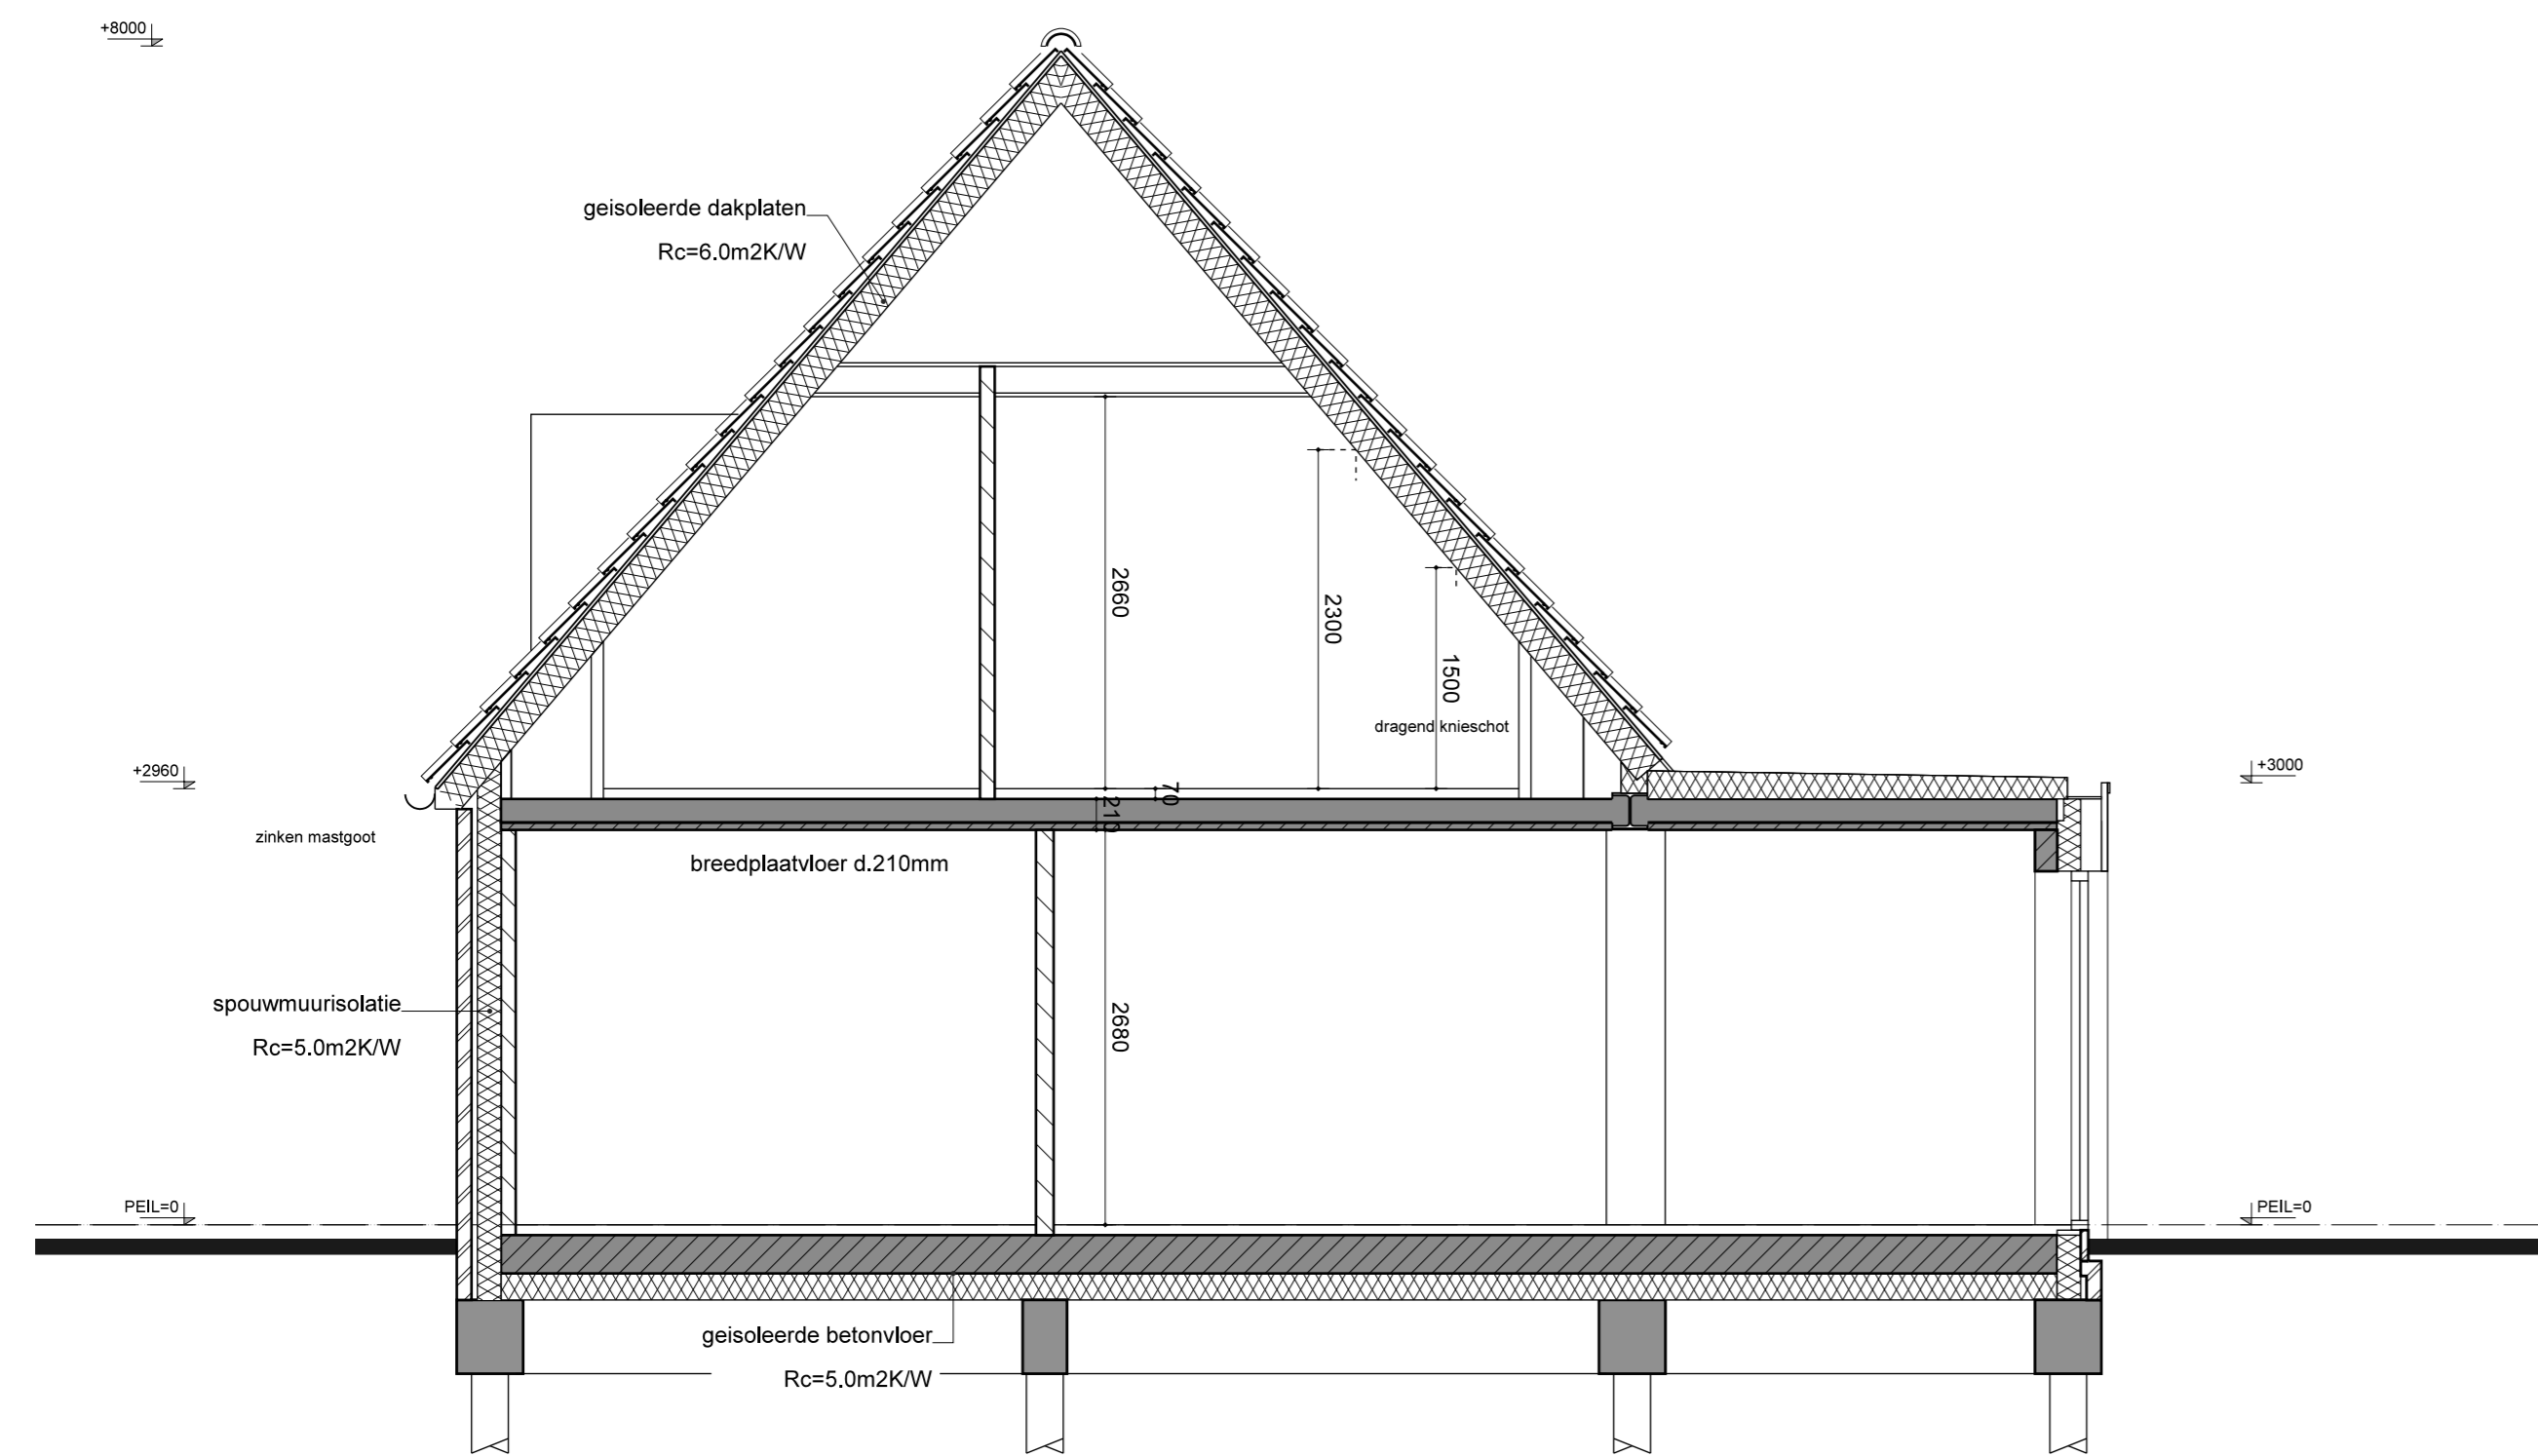 +8000
geisoleerde dakplaten
Rc=6.0m2K/W
2660
2300
1500
dragend knieschot
+2960
+3000
70
210
zinken mastgoot
breedplaatvloer d.210mm
spouwmuurisolatie
Rc=5.0m2K/W
2680
PEIL=0
PEIL=0
geisoleerde betonvloer
Rc=5.0m2K/W